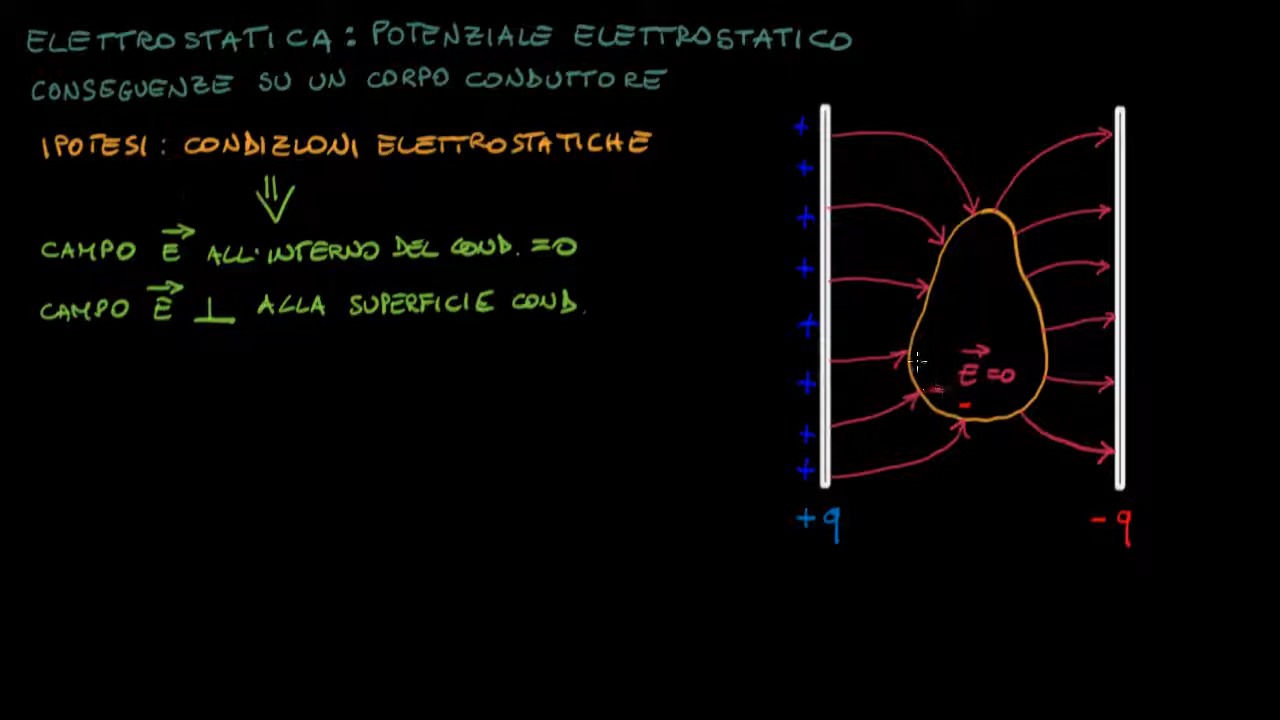 ELETTROSTATICA: POTENZIALE ELETTROSTATICO
CONSEGUENZE SU UN CORPO CONDUTTORE
IPOTESI: CONDIZIONI ELETTROSTATICHE
CAMPO E ALL'INTERNO DEL COND. =0
CAMPO E ⊥ ALLA SUPERFICIE COND.
+
+
+
+
+
+
+
+
E =0
-
-
+q
-q